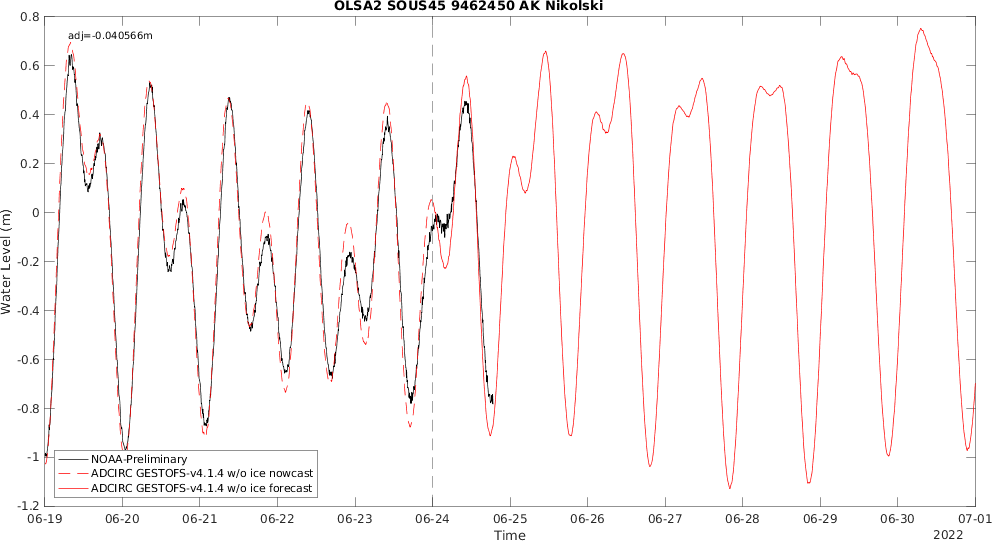 OLSA2 SOUS45 9462450 AK Nikolski
adj=-0.040566m
Water Level (m)
0.8
0.6
0.4
0.2
0
-0.2
-0.4
-0.6
-0.8
-1
-1.2
NOAA-Preliminary
ADCIRC GESTOFS-v4.1.4 w/o ice nowcast
ADCIRC GESTOFS-v4.1.4 w/o ice forecast
06-19 06-20 06-21 06-22 06-23 06-24 06-25 06-26 06-27 06-28 06-29 06-30 07-01
Time
2022